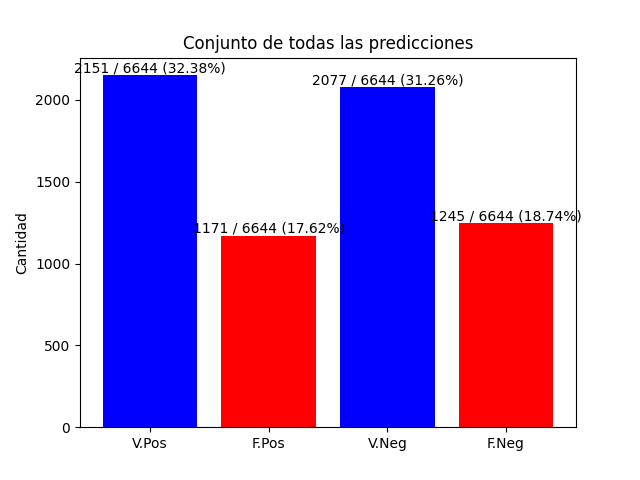 Conjunto de todas las predicciones
2151 / 6644 (32.38%)
2077 / 6644 (31.26%)
1171 / 6644 (17.62%)
1245 / 6644 (18.74%)
Cantidad
2000
1500
1000
500
0
V.Pos
F.Pos
V.Neg
F.Neg